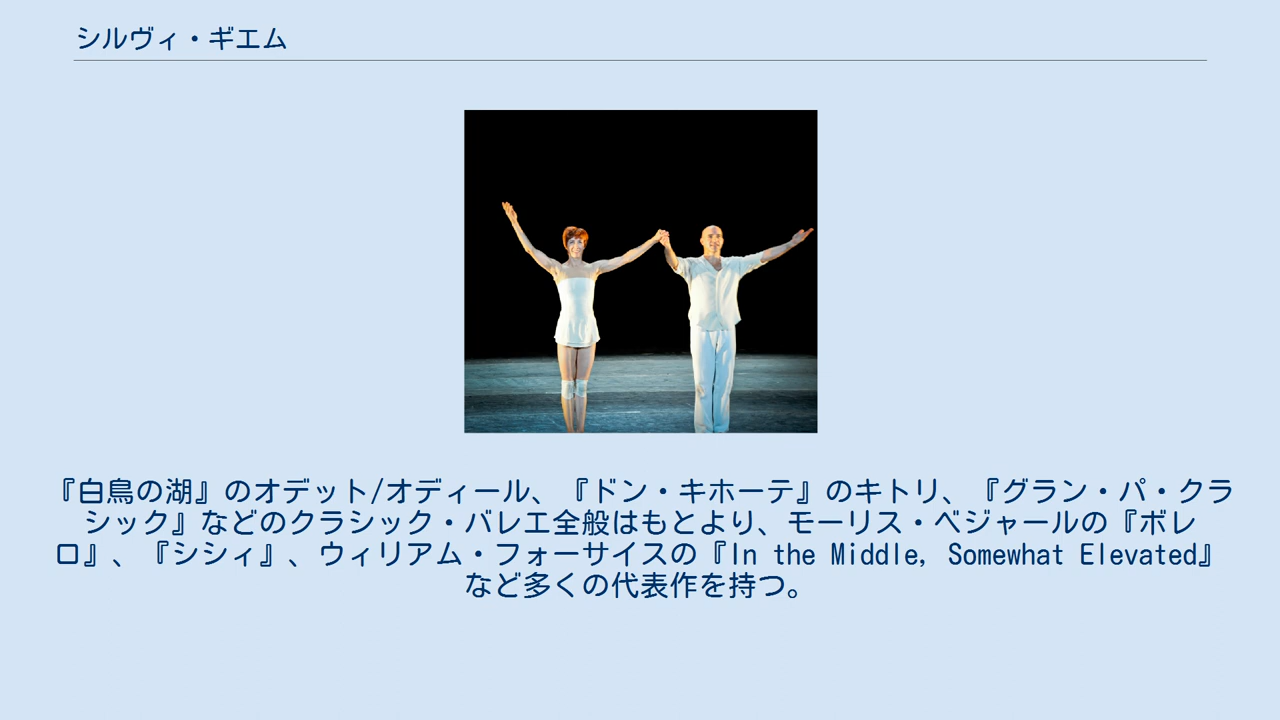 シルヴィ・ギエム
『白鳥の湖』のオデット/オディール、『ドン・キホーテ』のキトリ、『グラン・パ・クラ
シック』などのクラシック・バレエ全般はもとより、モーリス・ベジャールの『ボレ
ロ』、『シシィ』、ウィリアム・フォーサイスの『In the Middle, Somewhat Elevated』
など多くの代表作を持つ。